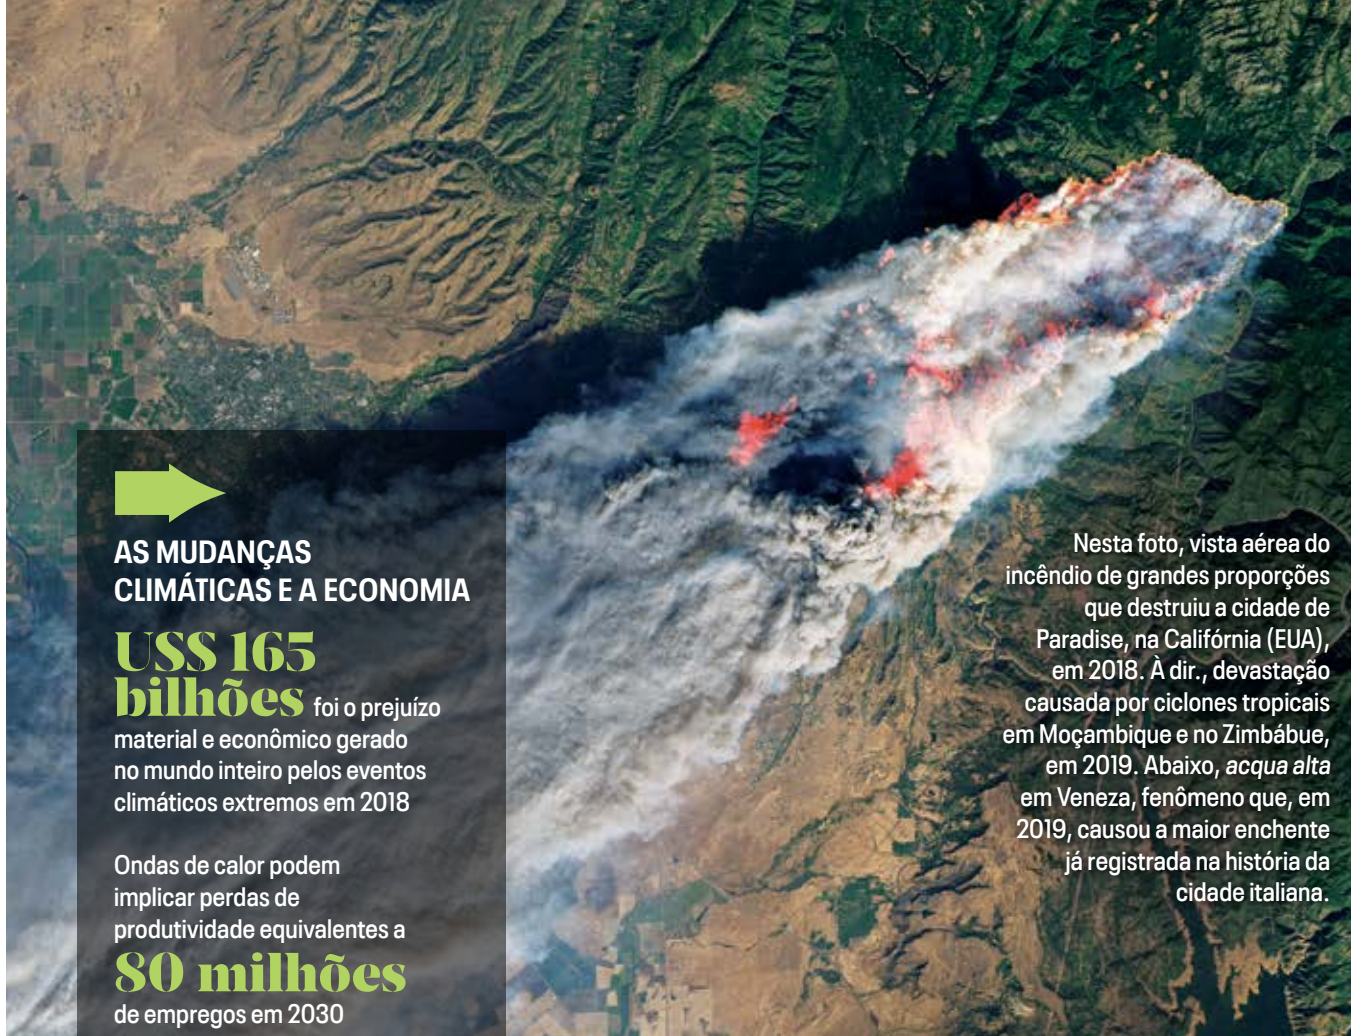 AS MUDANÇAS
CLIMÁTICAS E A ECONOMIA
US$ 165
bilhões foi o prejuízo
material e econômico gerado
no mundo inteiro pelos eventos
climáticos extremos em 2018
Ondas de calor podem
implicar perdas de
produtividade equivalentes a
80 milhões
de empregos em 2030
Nesta foto, vista aérea do
incêndio de grandes proporções
que destruiu a cidade de
Paradise, na Califórnia (EUA),
em 2018. À dir., devastação
causada por ciclones tropicais
em Moçambique e no Zimbábue,
em 2019. Abaixo, acqua alta
em Veneza, fenômeno que, em
2019, causou a maior enchente
já registrada na história da
cidade italiana.